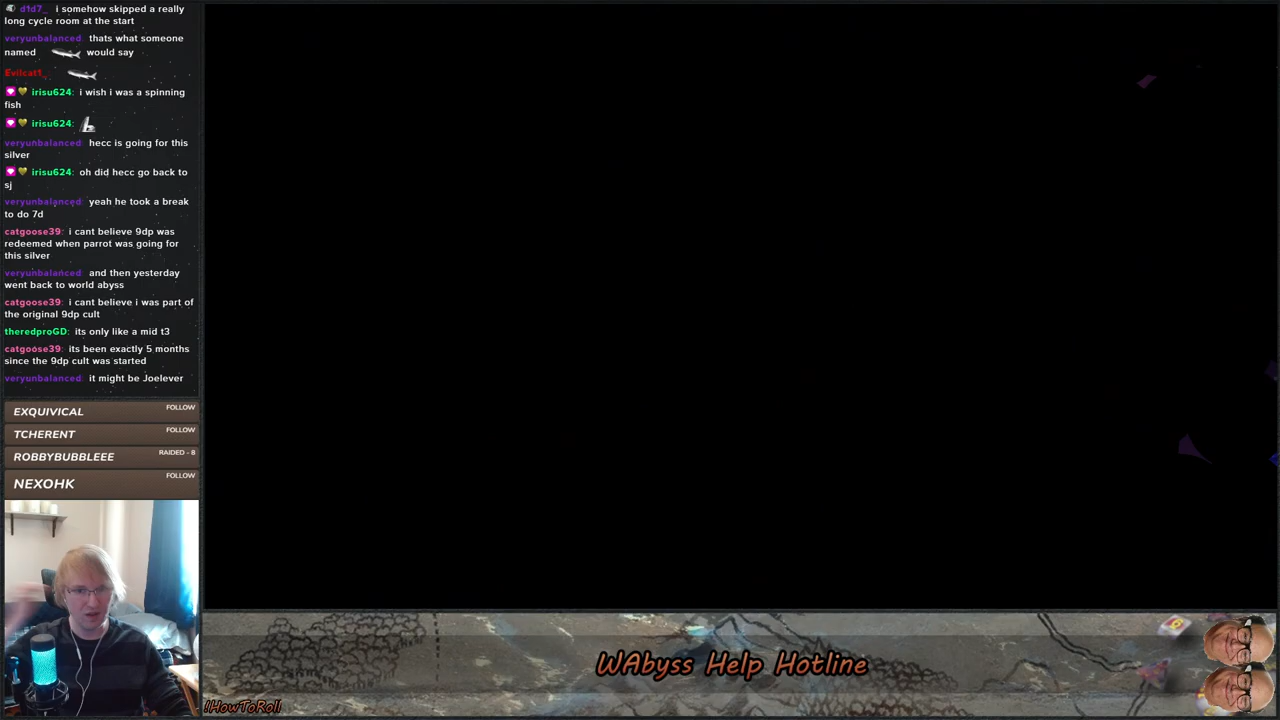 d1d7_ i somehow skipped a really
long cycle room at the start
veryunbalanced: thats what someone
named would say
Evilcat1_
irisu624: i wish i was a spinning
fish
irisu624:
veryunbalanced: hecc is going for this
silver
irisu624: oh did hecc go back to
sj
veryunbalanced: yeah he took a break
to do 7d
catgoose39: i cant believe 9dp was
redeemed when parrot was going for
this silver
veryunbalanced: and then yesterday
went back to world abyss
catgoose39: i cant believe i was part of
the original 9dp cult
theredproGD: its only like a mid t3
catgoose39: its been exactly 5 months
since the 9dp cult was started
veryunbalanced: it might be Joelever
EXQUIVICAL FOLLOW
TCHERENT FOLLOW
ROBBYBUBBLEEE RAIDED - 8
NEXOHK FOLLOW
WAbyss Help Hotline
!HowToRoll